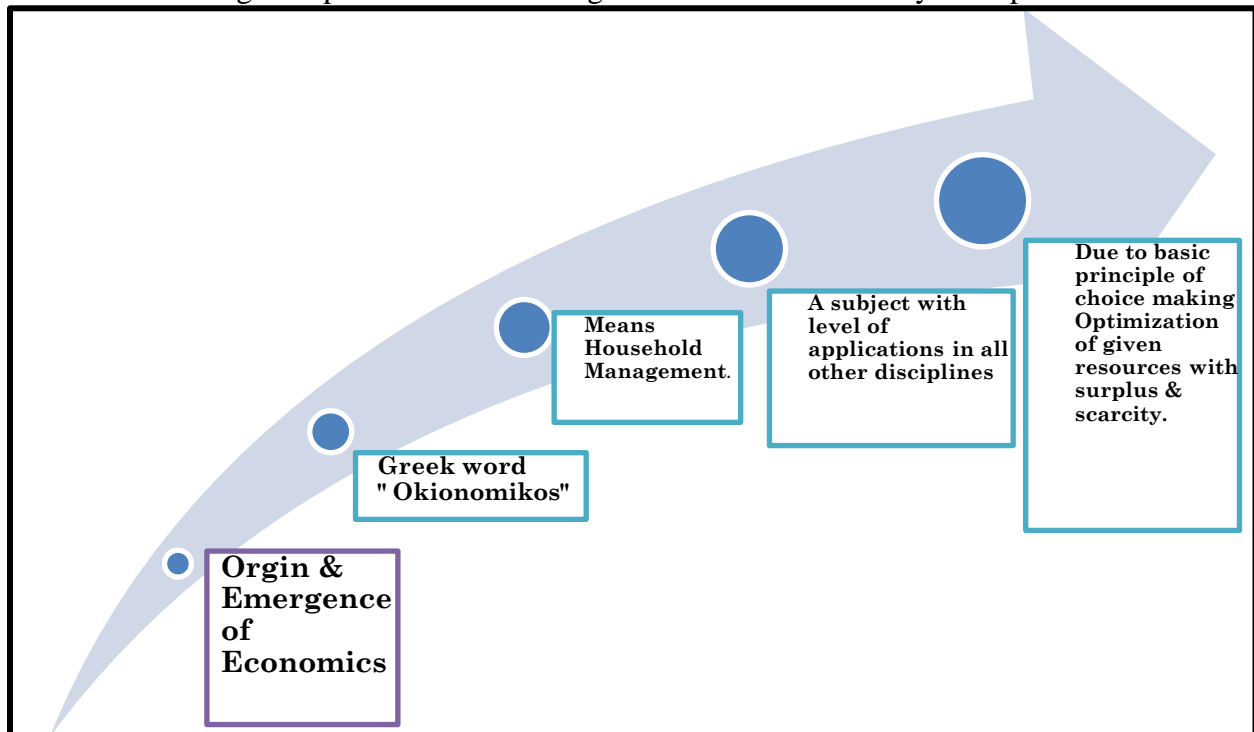 Orgin &
Emergence
of
Economics
Greek word
" Okionomikos"
Means
Household
Management.
A subject with
level of
applications in all
other disciplines
Due to basic
principle of
choice making
Optimization
of given
resources with
surplus &
scarcity.